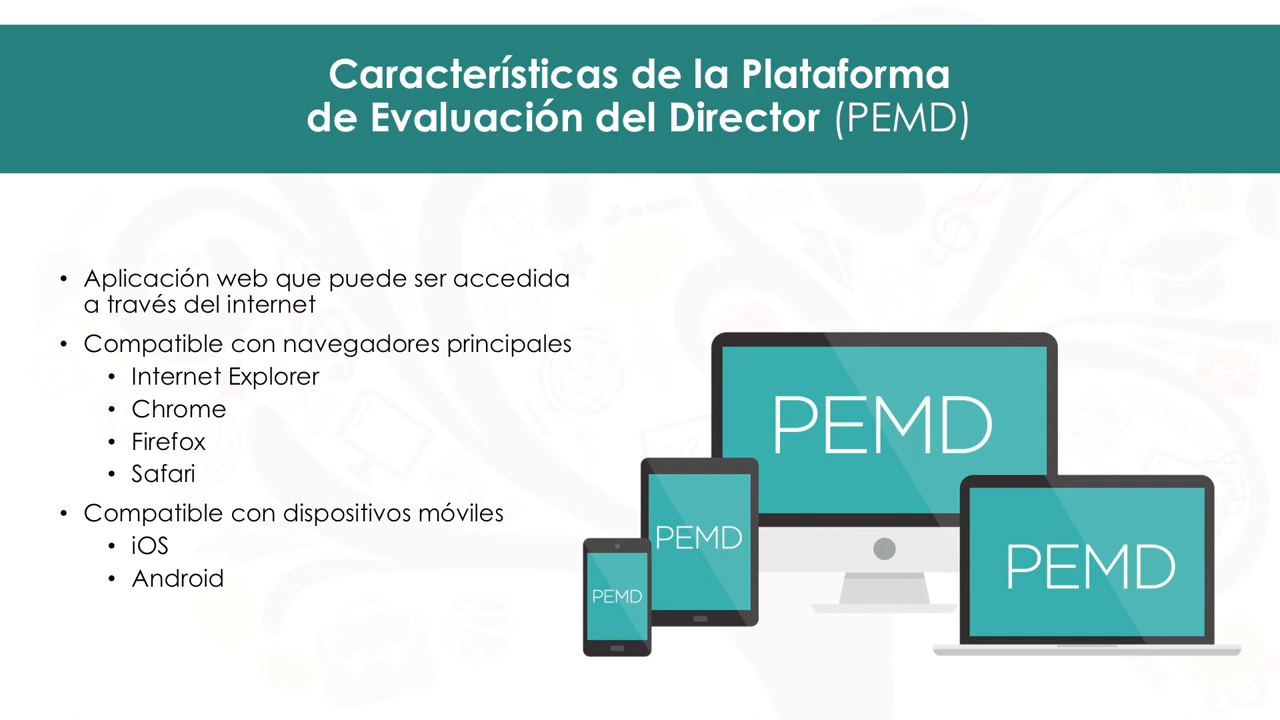 Características de la Plataforma
de Evaluación del Director (PEMD)
• Aplicación web que puede ser accedida
a través del internet
• Compatible con navegadores principales
• Internet Explorer
• Chrome
• Firefox
• Safari
• Compatible con dispositivos móviles
• iOS
• Android
PEMD
PEMD
PEMD
PEMD